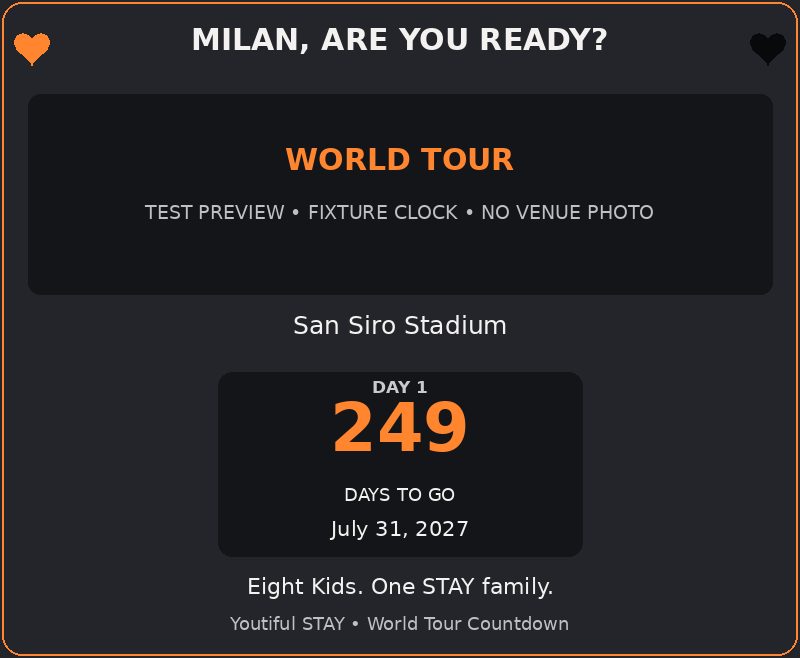 MILAN, ARE YOU READY?
WORLD TOUR
TEST PREVIEW • FIXTURE CLOCK • NO VENUE PHOTO
San Siro Stadium
DAY 1
249
DAYS TO GO
July 31, 2027
Eight Kids. One STAY family.
Youtiful STAY • World Tour Countdown